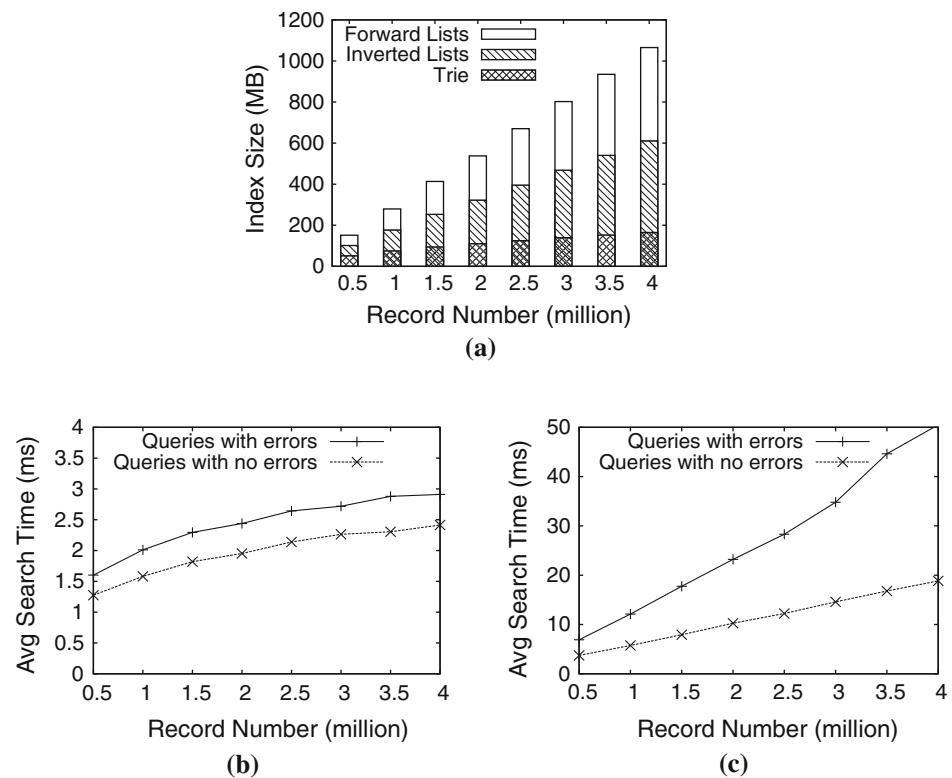 1200
1000
800
600
400
200
0
Index Size (MB)
Forward Lists
Inverted Lists
Trie
0.5 1 1.5 2 2.5 3 3.5 4
Record Number (million)
(a)
4
3.5
3
2.5
2
1.5
1
0.5
0
Avg Search Time (ms)
Queries with errors
Queries with no errors
0.5 1 1.5 2 2.5 3 3.5 4
Record Number (million)
(b)
50
40
30
20
10
0
Avg Search Time (ms)
Queries with errors
Queries with no errors
0.5 1 1.5 2 2.5 3 3.5 4
Record Number (million)
(c)